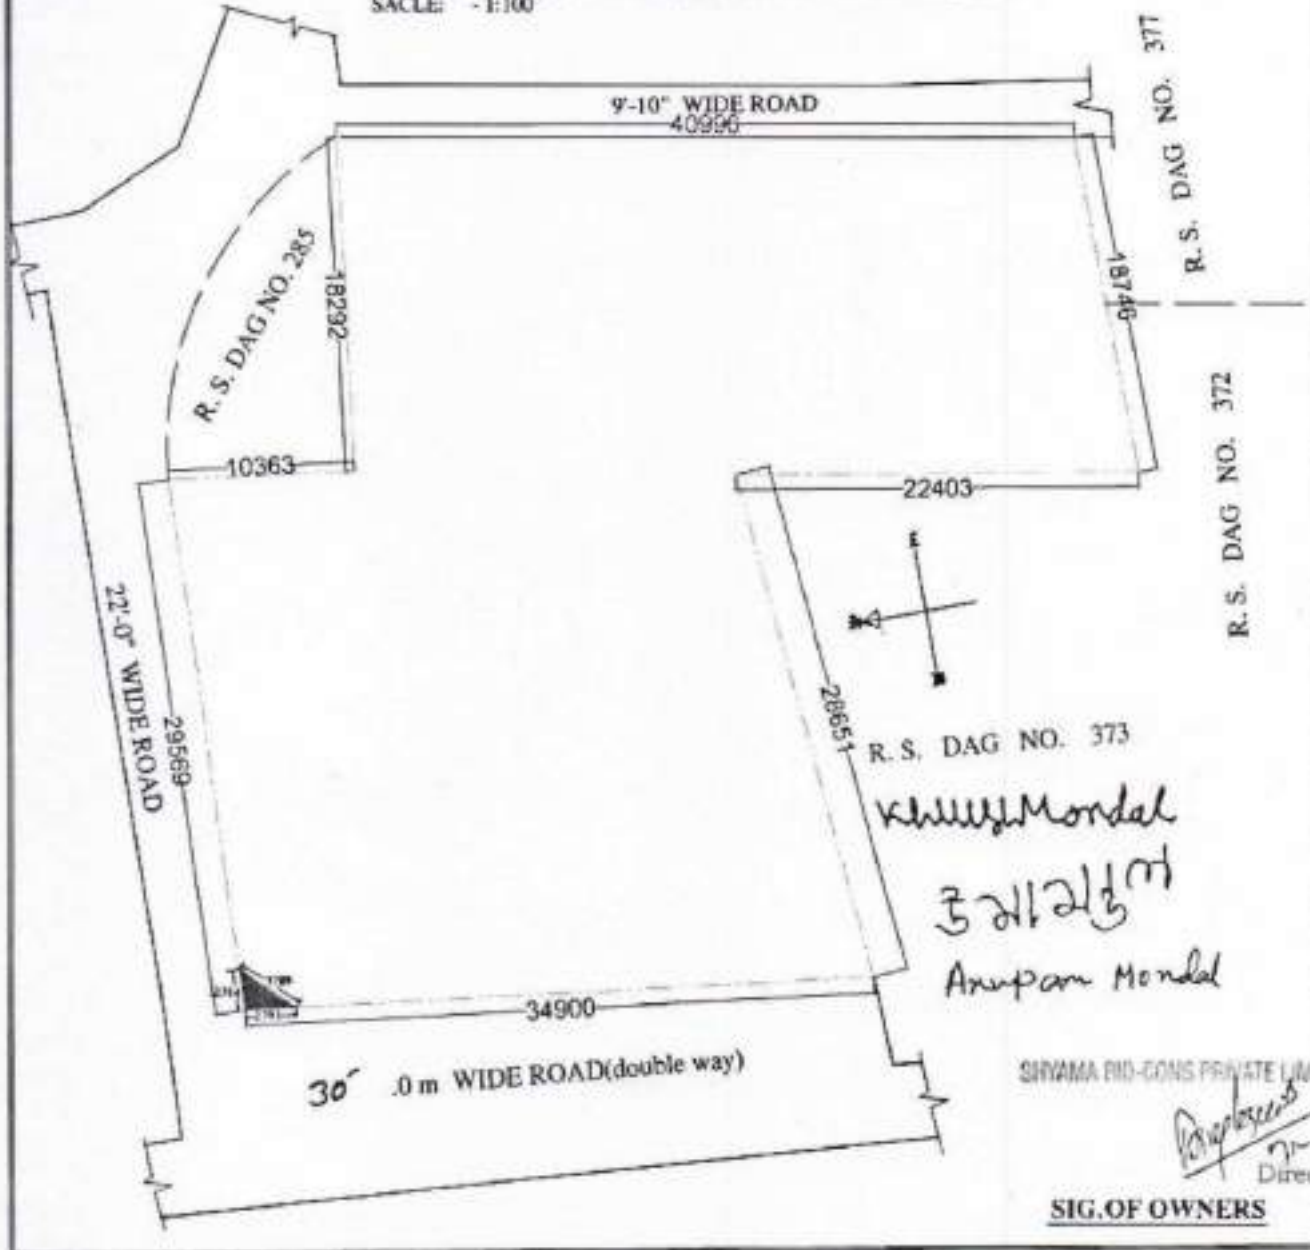 SACLE: - 1:100
9'-10" WIDE ROAD
40996
R. S. DAG NO. 377
R. S. DAG NO. 285
18292
18746
10363
22403
R. S. DAG NO. 372
E
22'-0" WIDE ROAD
29569
28651
R. S. DAG NO. 373
Mondal
Anupam Mondal
34900
30' .0 m WIDE ROAD(double way)
SHYAMA BIO-CONS PRIVATE LIM
Direc
SIG.OF OWNERS